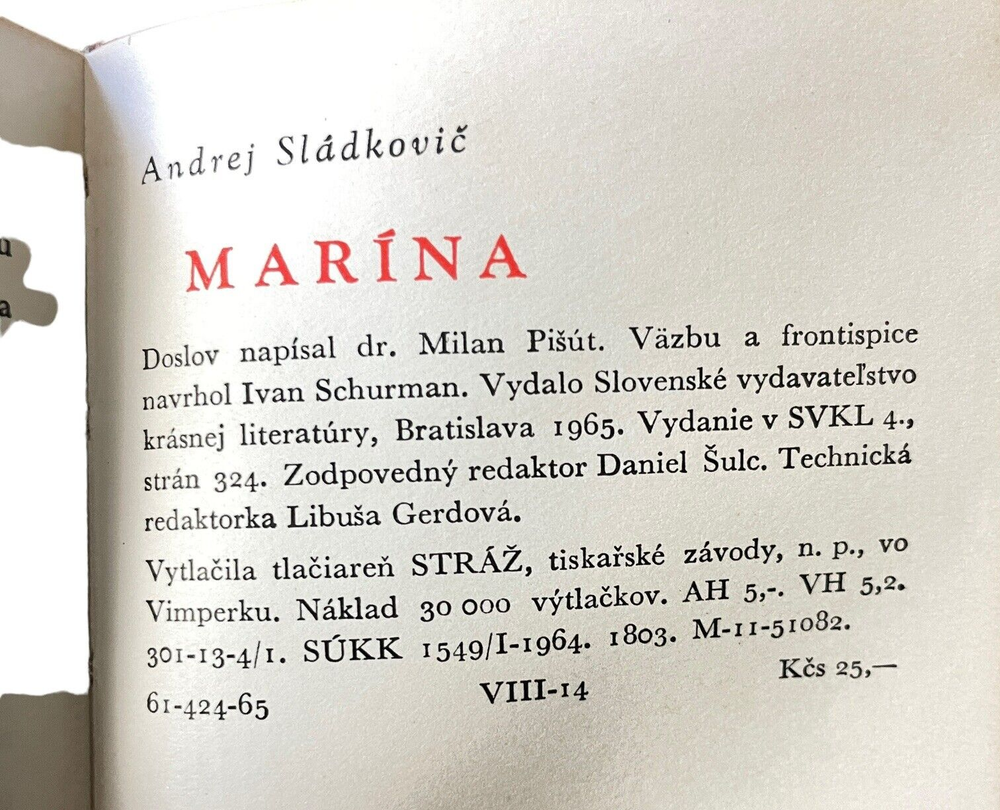 u
a
Andrej Sládkovič
MARÍNA
Doslov napísal dr. Milan Pišút. Väzbu a frontispice
navrhol Ivan Schurman. Vydalo Slovenské vydavateľstvo
krásnej literatúry, Bratislava 1965. Vydanie v SVKL 4.,
strán 324. Zodpovedný redaktor Daniel Šulc. Technická
redaktorka Libuša Gerdová.
Vytlačila tlačiareň STRÁŽ, tiskařské závody, n. p., vo
Vimperku. Náklad 30 000 výtlačkov. AH 5,-. VH 5,2.
301-13-4/1. SÚKK 1549/I-1964. 1803. M-11-51082.
61-424-65 VIII-14 Kčs 25,—